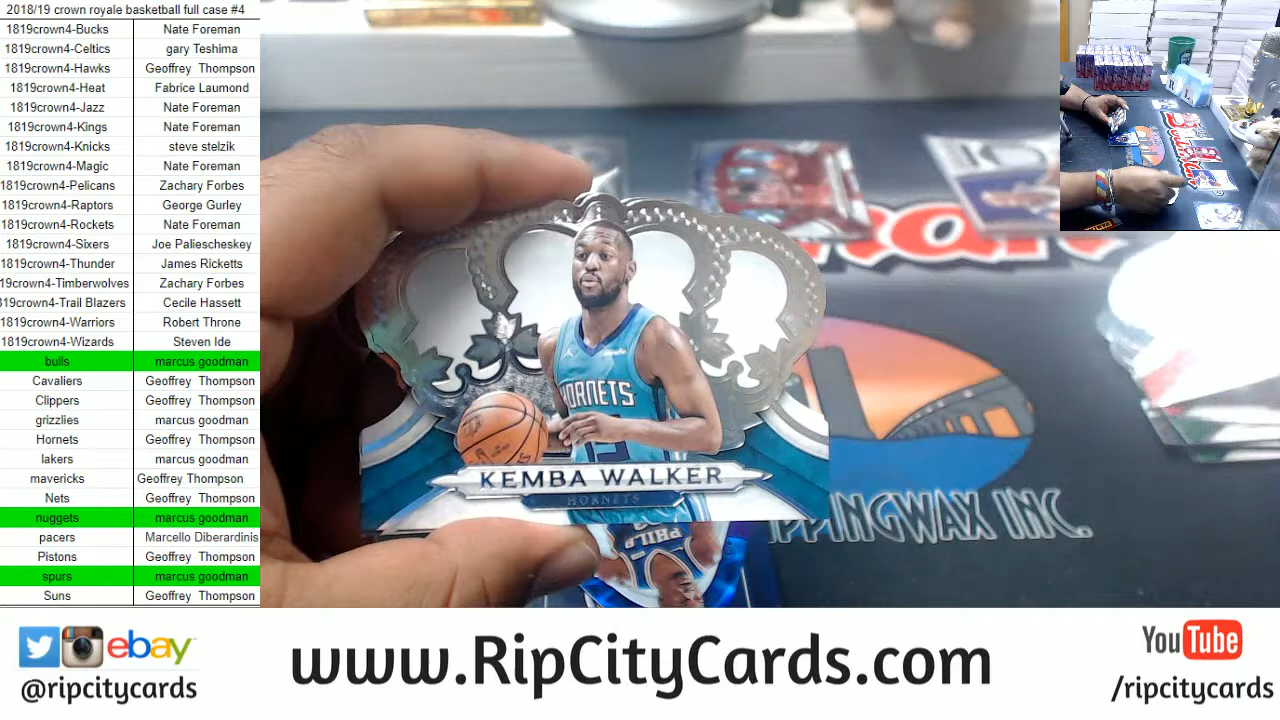 2018/19 crown royale basketball full case #4
1819crown4-Bucks Nate Foreman
1819crown4-Celtics gary Teshima
1819crown4-Hawks Geoffrey Thompson
1819crown4-Heat Fabrice Laumond
1819crown4-Jazz Nate Foreman
1819crown4-Kings Nate Foreman
1819crown4-Knicks steve stelzik
1819crown4-Magic Nate Foreman
1819crown4-Pelicans Zachary Forbes
1819crown4-Raptors George Gurley
1819crown4-Rockets Nate Foreman
1819crown4-Sixers Joe Paliescheskey
1819crown4-Thunder James Ricketts
19crown4-Timberwolves Zachary Forbes
819crown4-Trail Blazers Cecile Hassett
1819crown4-Warriors Robert Throne
1819crown4-Wizards Steven Ide
bulls marcus goodman
Cavaliers Geoffrey Thompson
Clippers Geoffrey Thompson
grizzlies marcus goodman
Hornets Geoffrey Thompson
lakers marcus goodman
mavericks Geoffrey Thompson
Nets Geoffrey Thompson
nuggets marcus goodman
pacers Marcello Diberardinis
Pistons Geoffrey Thompson
spurs marcus goodman
Suns Geoffrey Thompson
HORNETS
KEMBA WALKER
HORNETS
PHILA
IPPINGWAX INC.
ebay
@ripcitycards
www.RipCityCards.com
YouTube
/ripcitycards